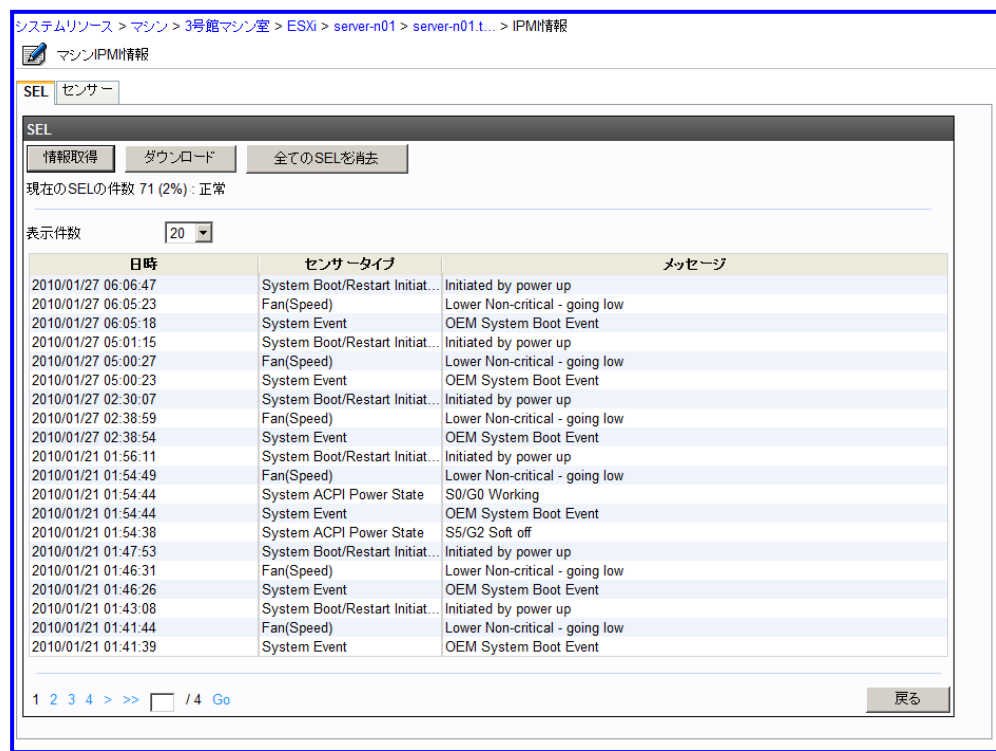 システムリソース > マシン > 3号館マシン室 > ESXi > server-n01 > server-n01.t... > IPMI情報
マシンIPMI情報
SEL センサー
SEL
情報取得 ダウンロード 全てのSELを消去
現在のSELの件数 71 (2%) : 正常
表示件数 20
日時 センサータイプ メッセージ
2010/01/27 06:06:47 System Boot/Restart Initiat... Initiated by power up
2010/01/27 06:05:23 Fan(Speed) Lower Non-critical - going low
2010/01/27 06:05:18 System Event OEM System Boot Event
2010/01/27 05:01:15 System Boot/Restart Initiat... Initiated by power up
2010/01/27 05:00:27 Fan(Speed) Lower Non-critical - going low
2010/01/27 05:00:23 System Event OEM System Boot Event
2010/01/27 02:30:07 System Boot/Restart Initiat... Initiated by power up
2010/01/27 02:38:59 Fan(Speed) Lower Non-critical - going low
2010/01/27 02:38:54 System Event OEM System Boot Event
2010/01/21 01:56:11 System Boot/Restart Initiat... Initiated by power up
2010/01/21 01:54:49 Fan(Speed) Lower Non-critical - going low
2010/01/21 01:54:44 System ACPI Power State S0/G0 Working
2010/01/21 01:54:44 System Event OEM System Boot Event
2010/01/21 01:54:38 System ACPI Power State S5/G2 Soft off
2010/01/21 01:47:53 System Boot/Restart Initiat... Initiated by power up
2010/01/21 01:46:31 Fan(Speed) Lower Non-critical - going low
2010/01/21 01:46:26 System Event OEM System Boot Event
2010/01/21 01:43:08 System Boot/Restart Initiat... Initiated by power up
2010/01/21 01:41:44 Fan(Speed) Lower Non-critical - going low
2010/01/21 01:41:39 System Event OEM System Boot Event
1 2 3 4 > >> / 4 Go 戻る